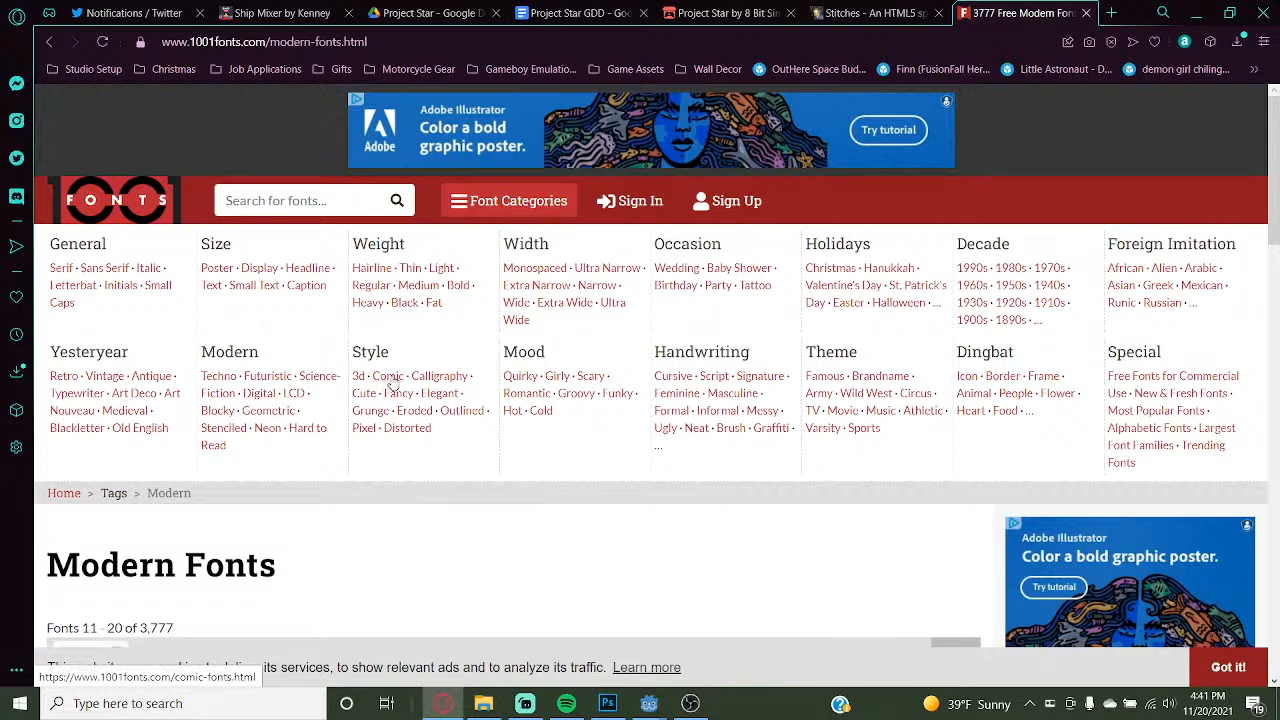 Twitter Notifications / T
Ship Mixer by Kenney
Project Star - Google D
Project Star GDD - Goo
Project Star by 8 Bit Sin
Stitches - An HTML5 sp
3777 Free Modern Font
www.1001fonts.com/modern-fonts.html
Studio Setup
Christmas
Job Applications
Gifts
Motorcycle Gear
Gameboy Emulatio...
Game Assets
Wall Decor
OutHere Space Bud...
Finn (FusionFall Her...
Little Astronaut - D...
demon girl chiling...
Adobe Illustrator
Color a bold
graphic poster.
Adobe
Try tutorial
FONTS
Search for fonts...
Font Categories
Sign In
Sign Up
General
Serif · Sans Serif · Italic ·
Letterbat · Initials · Small
Caps
Size
Poster · Display · Headline ·
Text · Small Text · Caption
Weight
Hairline · Thin · Light ·
Regular · Medium · Bold ·
Heavy · Black · Fat
Width
Monospaced · Ultra Narrow ·
Extra Narrow · Narrow ·
Wide · Extra Wide · Ultra
Wide
Occasion
Wedding · Baby Shower ·
Birthday · Party · Tattoo
Holidays
Christmas · Hanukkah ·
Valentine's Day · St. Patrick's
Day · Easter · Halloween · ...
Decade
1990s · 1980s · 1970s ·
1960s · 1950s · 1940s ·
1930s · 1920s · 1910s ·
1900s · 1890s · ...
Foreign Imitation
African · Alien · Arabic ·
Asian · Greek · Mexican ·
Runic · Russian · ...
Yesteryear
Retro · Vintage · Antique ·
Typewriter · Art Deco · Art
Nouveau · Medieval ·
Blackletter · Old English
Modern
Techno · Futuristic · Science-
Fiction · Digital · LCD ·
Blocky · Geometric ·
Stenciled · Neon · Hard to
Read
Style
3d · Comic · Calligraphy ·
Cute · Fancy · Elegant ·
Grunge · Eroded · Outlined ·
Pixel · Distorted
Mood
Quirky · Girly · Scary ·
Romantic · Groovy · Funky ·
Hot · Cold
Handwriting
Cursive · Script · Signature ·
Feminine · Masculine ·
Formal · Informal · Messy ·
Ugly · Neat · Brush · Graffiti ·
...
Theme
Famous · Brandname ·
Army · Wild West · Circus ·
TV · Movie · Music · Athletic ·
Varsity · Sports
Dingbat
Icon · Border · Frame ·
Animal · People · Flower ·
Heart · Food · ...
Special
Free Fonts for Commercial
Use · New & Fresh Fonts ·
Most Popular Fonts ·
Alphabetic Fonts · Largest
Font Families · Trending
Fonts
Home > Tags > Modern
Modern Fonts
Fonts 11 - 20 of 3,777
Adobe Illustrator
Color a bold graphic poster.
Try tutorial
its services, to show relevant ads and to analyze its traffic. Learn more
Got it!
https://www.1001fonts.com/comic-fonts.html
Type here to search
Ps
39°F Sunny
4:41 PM
11/20/2021
19